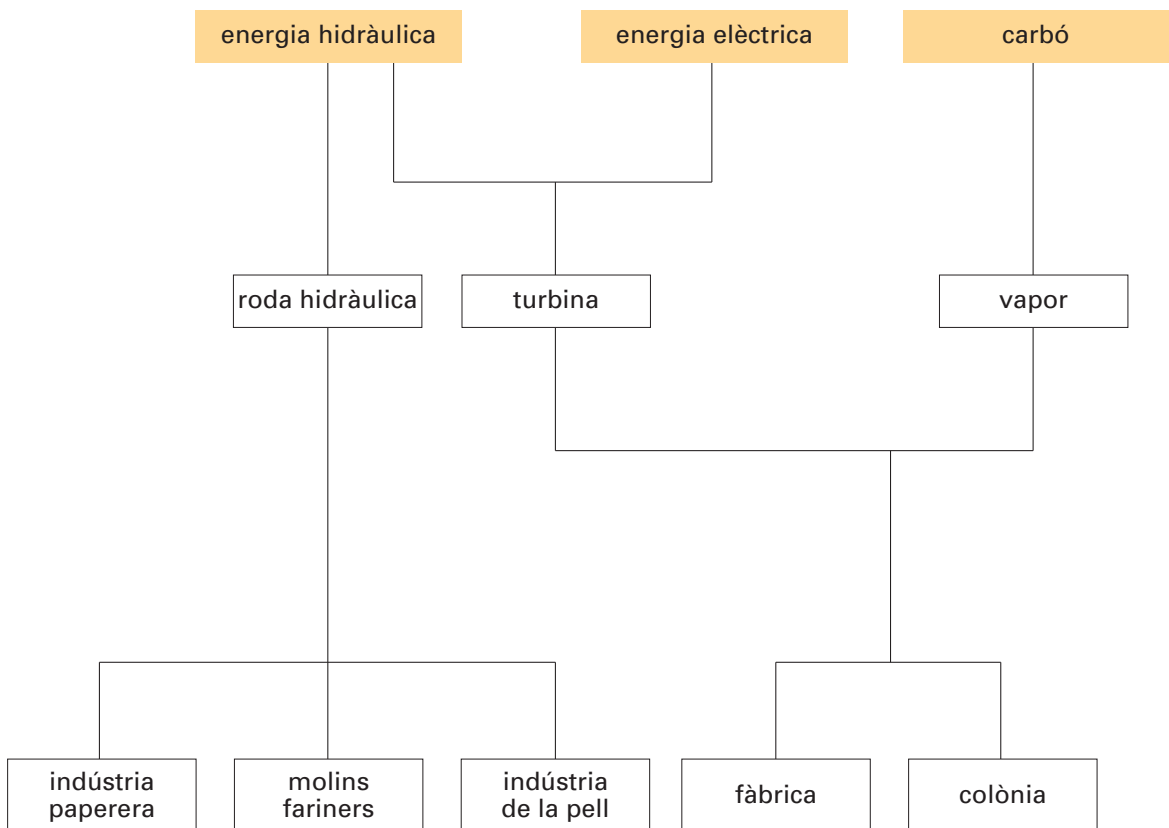 energia hidràulica
energia elèctrica
carbó
roda hidràulica
turbina
vapor
indústria
paperera
molins
fariners
indústria
de la pell
fàbrica
colònia